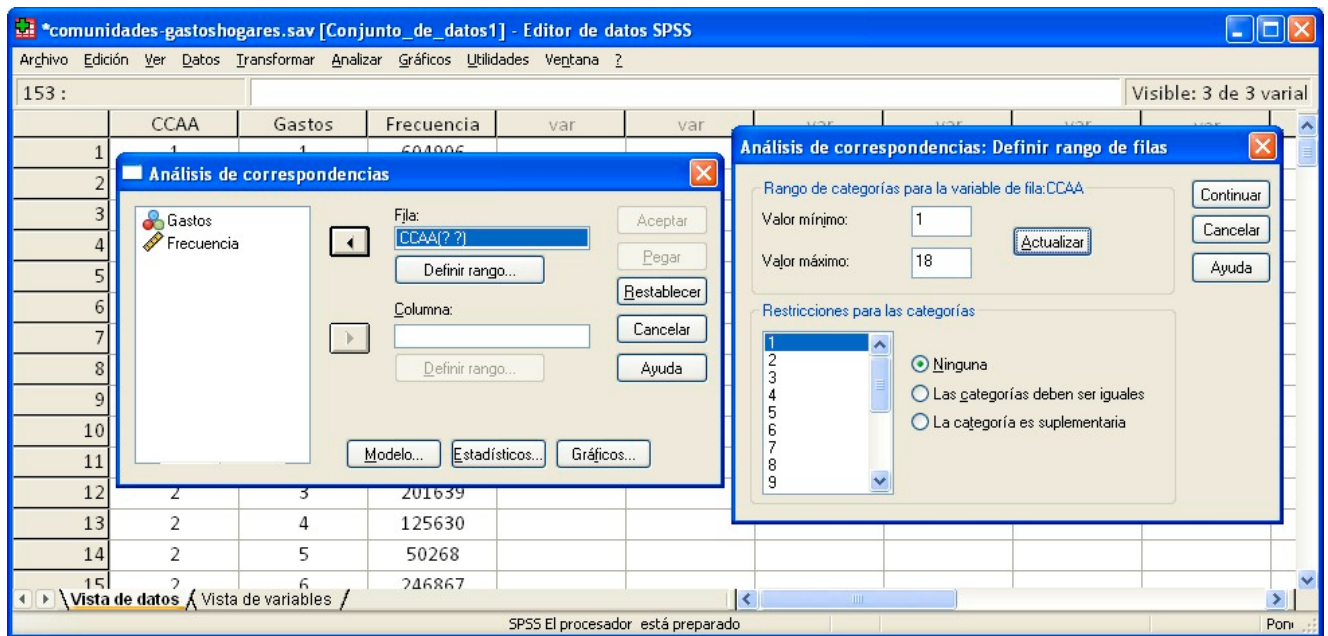 *comunidades-gastoshogares.sav [Conjunto_de_datos1] - Editor de datos SPSS
Archivo Edición Ver Datos Transformar Analizar Gráficos Utilidades Ventana ?
153 :
Visible: 3 de 3 varial
CCAA Gastos Frecuencia var var var var var var
1 1 1 604906
2
3
4
5
6
7
8
9
10
11
12 2 3 201639
13 2 4 125630
14 2 5 50268
15 2 6 246867
Análisis de correspondencias
Gastos
Frecuencia
Fila:
CCAA(? ?)
Definir rango...
Columna:
Definir rango...
Aceptar
Pegar
Restablecer
Cancelar
Ayuda
Modelo... Estadísticos... Gráficos...
Análisis de correspondencias: Definir rango de filas
Rango de categorías para la variable de fila:CCAA
Valor mínimo: 1
Valor máximo: 18
Actualizar
Continuar
Cancelar
Ayuda
Restricciones para las categorías
1
2
3
4
5
6
7
8
9
Ninguna
Las categorías deben ser iguales
La categoría es suplementaria
Vista de datos Vista de variables
SPSS El procesador está preparado